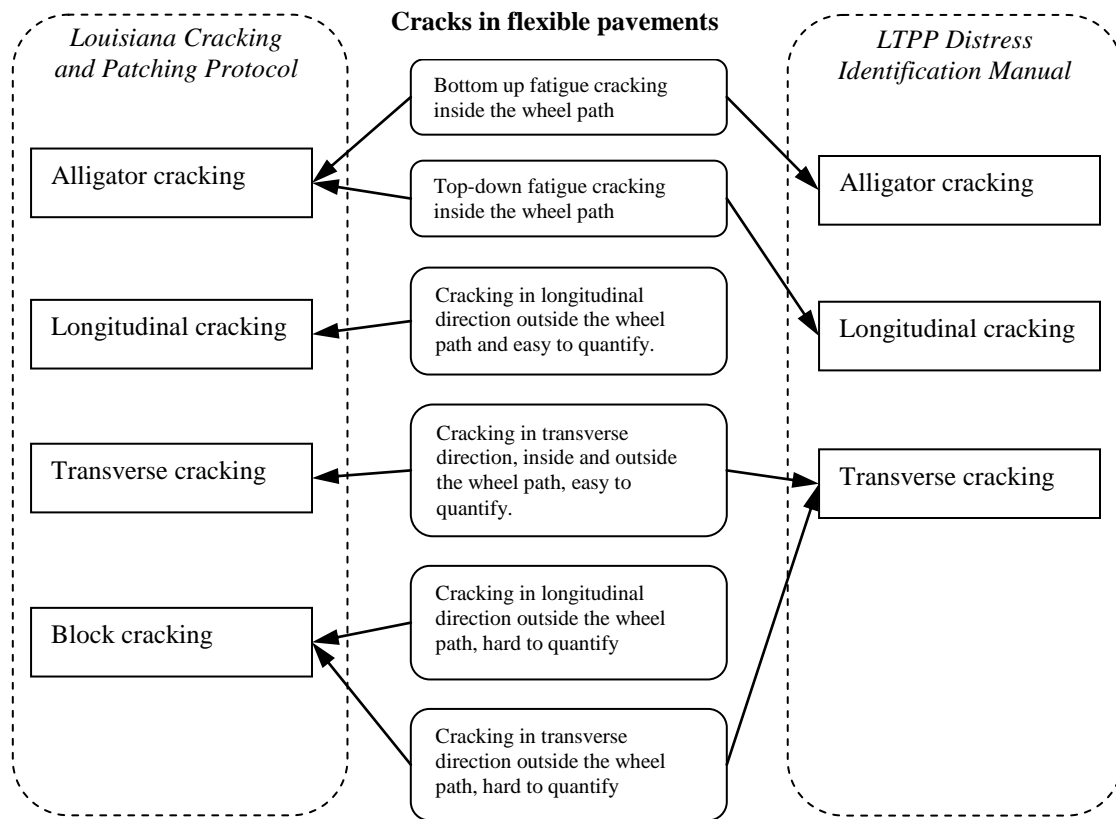 Cracks in flexible pavements
Louisiana Cracking
and Patching Protocol
Alligator cracking
Longitudinal cracking
Transverse cracking
Block cracking
Bottom up fatigue cracking
inside the wheel path
Top-down fatigue cracking
inside the wheel path
Cracking in longitudinal
direction outside the wheel
path and easy to quantify.
Cracking in transverse
direction, inside and outside
the wheel path, easy to
quantify.
Cracking in longitudinal
direction outside the wheel
path, hard to quantify
Cracking in transverse
direction outside the wheel
path, hard to quantify
LTPP Distress
Identification Manual
Alligator cracking
Longitudinal cracking
Transverse cracking